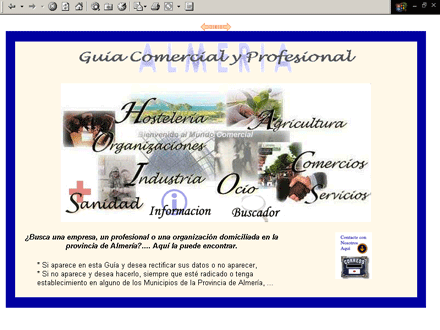 ALMERIA
Guía Comercial y Profesional
Hostelería
Agricultura
Bienvenido al Mundo Comercial
Organizaciones
Industria
Comercios
Ocio
Servicios
Sanidad
Informacion
Buscador
¿Busca una empresa, un profesional o una organización domiciliada en la
provincia de Almería?.... Aquí la puede encontrar.
Contacte con
Nosotros
Aquí
CORREOS
* Si aparece en esta Guía y desea rectificar sus datos o no aparecer,
* Si no aparece y desea hacerlo, siempre que esté radicado o tenga
establecimiento en alguno de los Municipios de la Provincia de Almería, ...